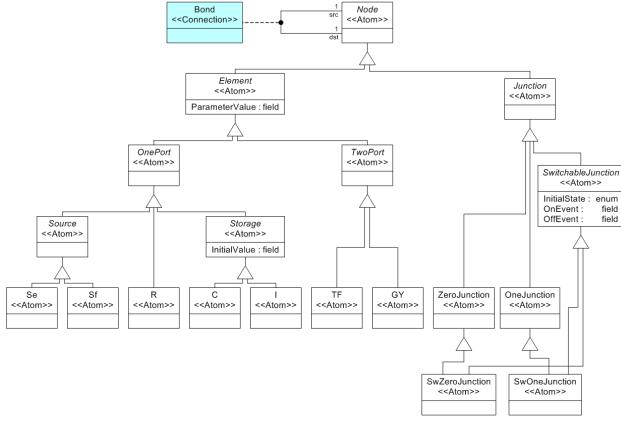 Bond
<<Connection>>
1
src
1
dst
Node
<<Atom>>
Element
<<Atom>>
ParameterValue : field
Junction
<<Atom>>
OnePort
<<Atom>>
TwoPort
<<Atom>>
SwitchableJunction
<<Atom>>
InitialState : enum
OnEvent : field
OffEvent : field
Source
<<Atom>>
Storage
<<Atom>>
InitialValue : field
Se
<<Atom>>
Sf
<<Atom>>
R
<<Atom>>
C
<<Atom>>
I
<<Atom>>
TF
<<Atom>>
GY
<<Atom>>
ZeroJunction
<<Atom>>
OneJunction
<<Atom>>
SwZeroJunction
<<Atom>>
SwOneJunction
<<Atom>>